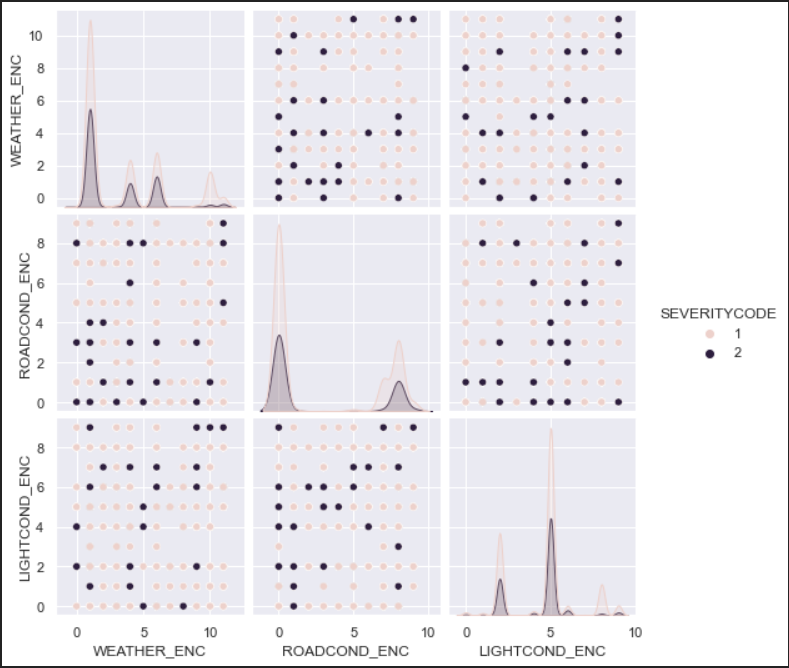 WEATHER_ENC
10
8
6
4
2
0
ROADCOND_ENC
8
6
4
2
0
SEVERITYCODE
1
2
LIGHTCOND_ENC
8
6
4
2
0
0 5 10
0 5 10
0 5 10
WEATHER_ENC
ROADCOND_ENC
LIGHTCOND_ENC